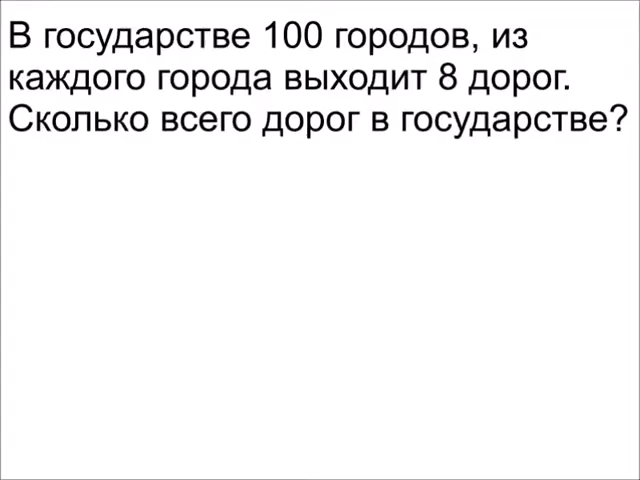 В государстве 100 городов, из
каждого города выходит 8 дорог.
Сколько всего дорог в государстве?